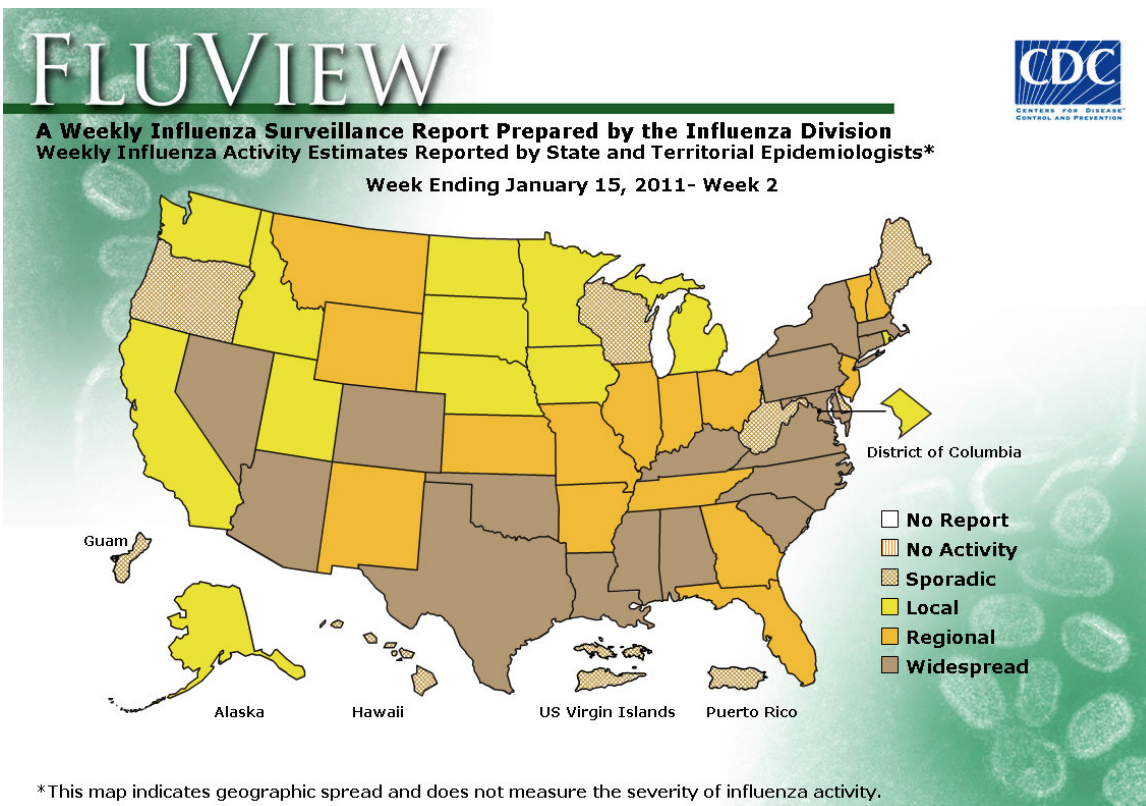 FLUVIEW
CDC
CENTERS FOR DISEASE™
CONTROL AND PREVENTION
A Weekly Influenza Surveillance Report Prepared by the Influenza Division
Weekly Influenza Activity Estimates Reported by State and Territorial Epidemiologists*
Week Ending January 15, 2011- Week 2
District of Columbia
Guam
No Report
No Activity
Sporadic
Local
Regional
Widespread
Alaska
Hawaii
US Virgin Islands
Puerto Rico
*This map indicates geographic spread and does not measure the severity of influenza activity.